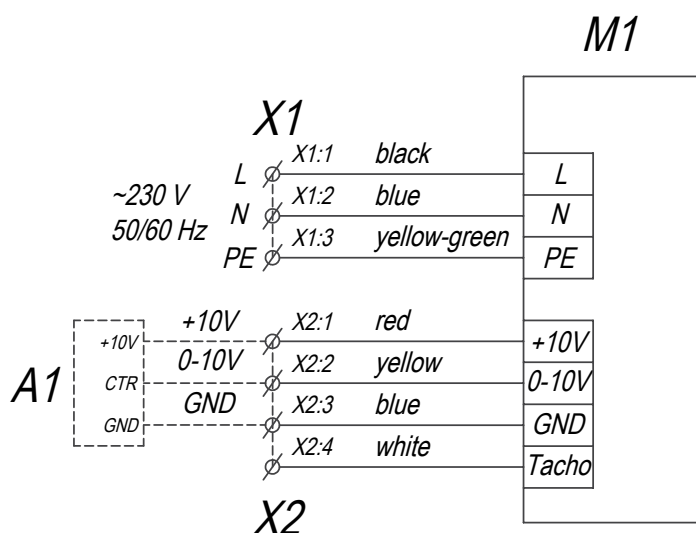 M1
X1
X1:1 black
L L
~230 V
X1:2 blue
N N
50/60 Hz
X1:3 yellow-green
PE PE
+10V X2:1 red
+10V +10V
0-10V X2:2 yellow
A1 CTR 0-10V
GND X2:3 blue
GND GND
X2:4 white
Tacho
X2